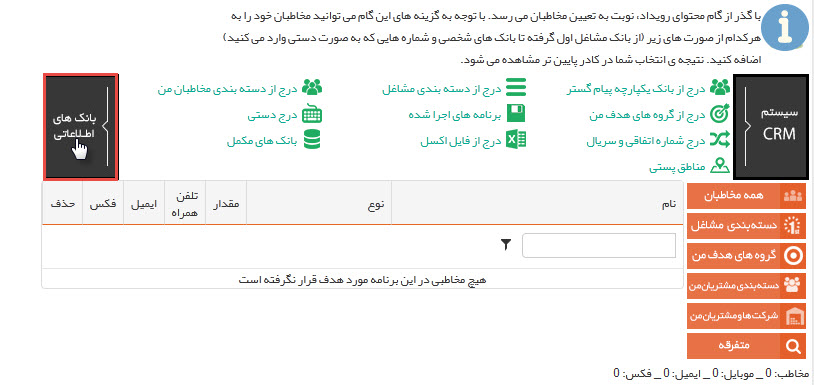 با گذر از گام محتوای رویداد، نوبت به تعیین مخاطبان می رسد. با توجه به گزینه های این گام می توانید مخاطبان خود را به
هرکدام از صورت های زیر (از بانک مشاغل اول گرفته تا بانک های شخصی و شماره هایی که به صورت دستی وارد می کنید)
اضافه کنید. نتیجه ی انتخاب شما در کادر پایین تر مشاهده می شود.
سیستم
CRM
درج از بانک یکپارچه پیام گستر
درج از دسته بندی مشاغل
درج از دسته بندی مخاطبان من
درج از گروه های هدف من
برنامه های اجرا شده
درج دستی
درج شماره اتفاقی و سریال
درج از فایل اکسل
بانک های مکمل
مناطق پستی
بانک های
اطلاعاتی
همه مخاطبان
دسته‌بندی مشاغل
گروه های هدف من
دسته‌بندی مشتریان‌من
شرکت‌ها‌و‌مشتریان‌من
متفرقه
نام
نوع
مقدار
تلفن
همراه
ایمیل
فکس
حذف
هیچ مخاطبی در این برنامه مورد هدف قرار نگرفته است
مخاطب: 0 _ موبایل: 0 _ ایمیل: 0 _ فکس: 0